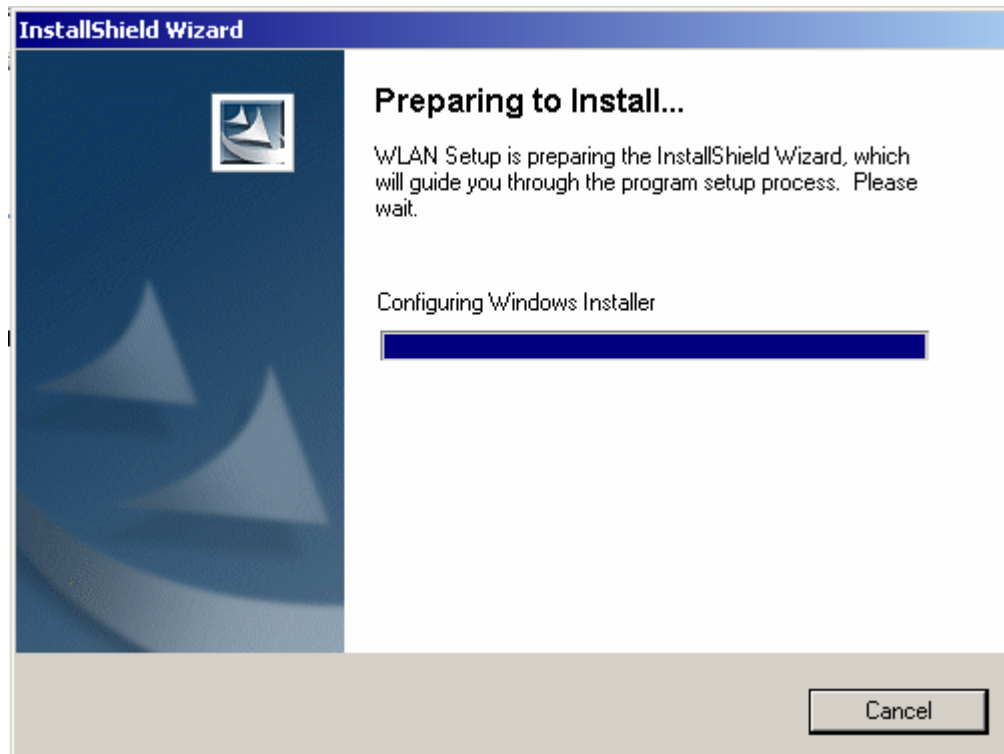 InstallShield Wizard
Preparing to Install...
WLAN Setup is preparing the InstallShield Wizard, which
will guide you through the program setup process.  Please
wait.
Configuring Windows Installer
Cancel